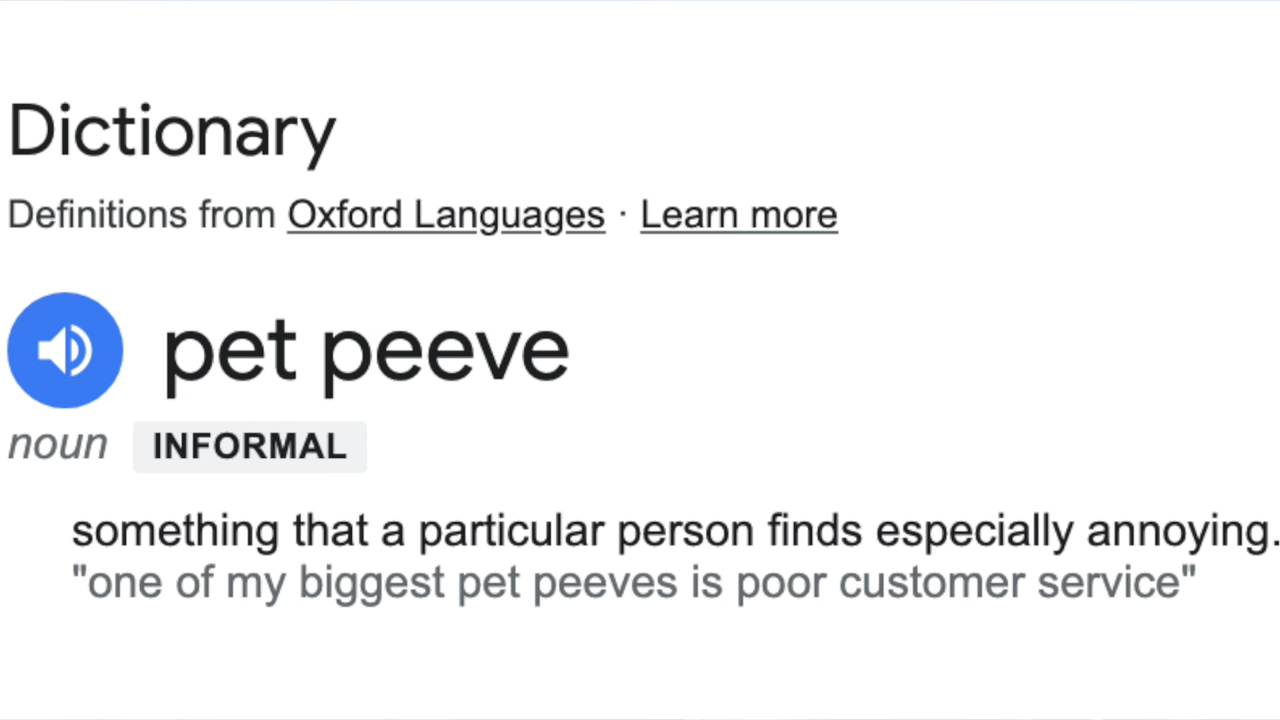 Dictionary
Definitions from Oxford Languages · Learn more
pet peeve
noun INFORMAL
something that a particular person finds especially annoying.
"one of my biggest pet peeves is poor customer service"